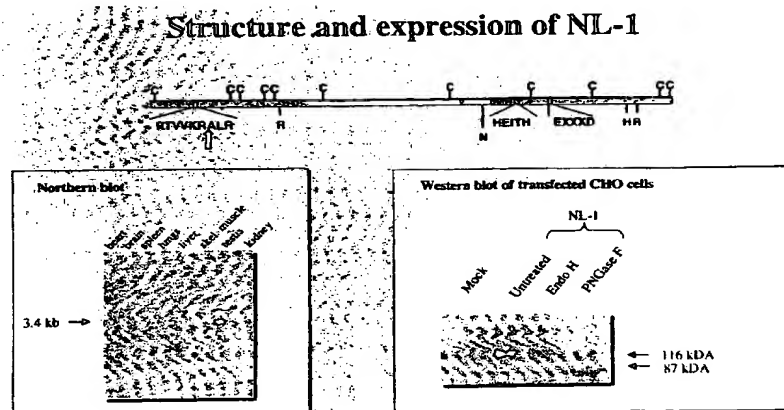 Structure and expression of NL-1
C CC CC C C C C CC
RTVVKRALR R N HEITH EXXXD H R
Northern blot
heart brain spleen lungs liver skel. muscle testis kidney
3.4 kb
Western blot of transfected CHO cells
NL-1
Mock Untreated Endo H PNGase F
116 kDA
87 kDA